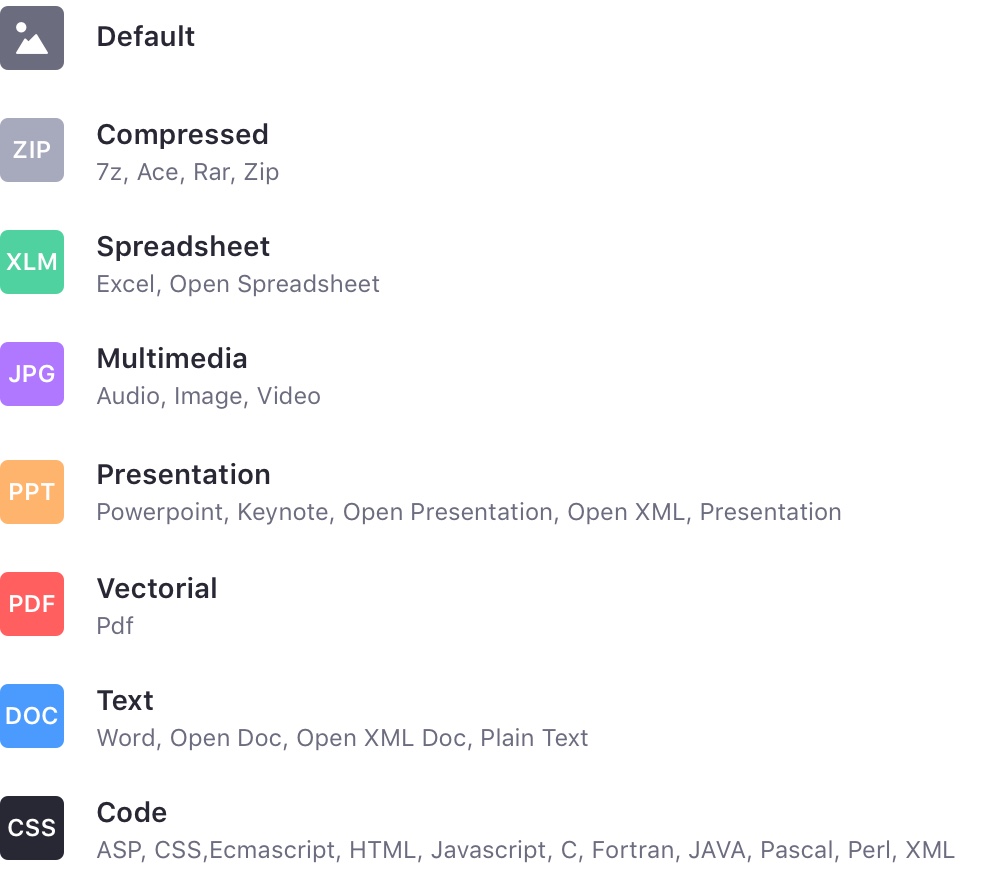 Default
ZIP
Compressed
7z, Ace, Rar, Zip
XLM
Spreadsheet
Excel, Open Spreadsheet
JPG
Multimedia
Audio, Image, Video
PPT
Presentation
Powerpoint, Keynote, Open Presentation, Open XML, Presentation
PDF
Vectorial
Pdf
DOC
Text
Word, Open Doc, Open XML Doc, Plain Text
CSS
Code
ASP, CSS,Ecmascript, HTML, Javascript, C, Fortran, JAVA, Pascal, Perl, XML